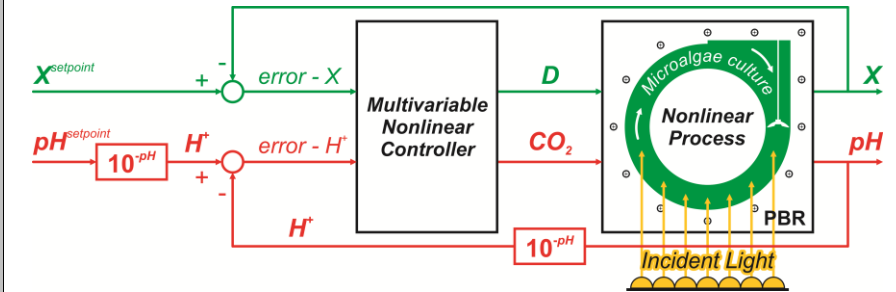 X^setpoint
-
+
error - X
D
X
Multivariable
Nonlinear
Controller
Microalgae culture
Nonlinear
Process
pH^setpoint
10^-pH
H⁺
+
-
error - H⁺
CO₂
pH
H⁺
10^-pH
PBR
Incident Light